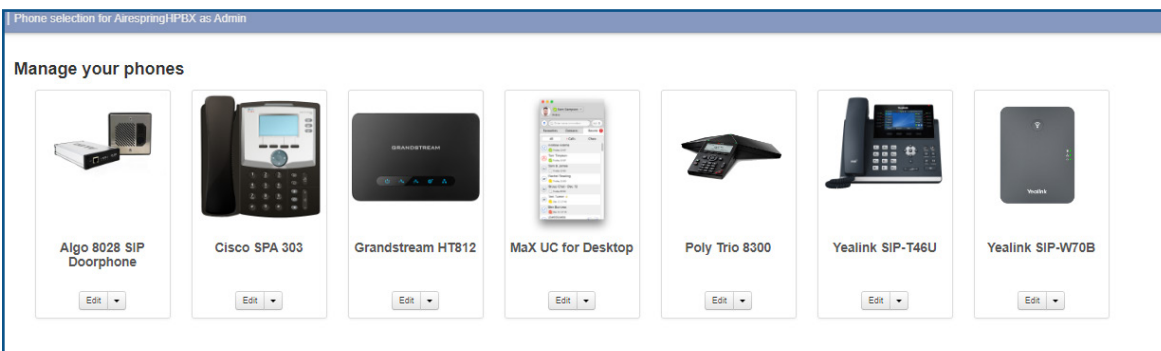 Phone selection for AirespringHPBX as Admin
Manage your phones
GRANDSTREAM
Yealink
Algo 8028 SIP
Doorphone
Cisco SPA 303
Grandstream HT812
MaX UC for Desktop
Poly Trio 8300
Yealink SIP-T46U
Yealink SIP-W70B
Edit
Edit
Edit
Edit
Edit
Edit
Edit